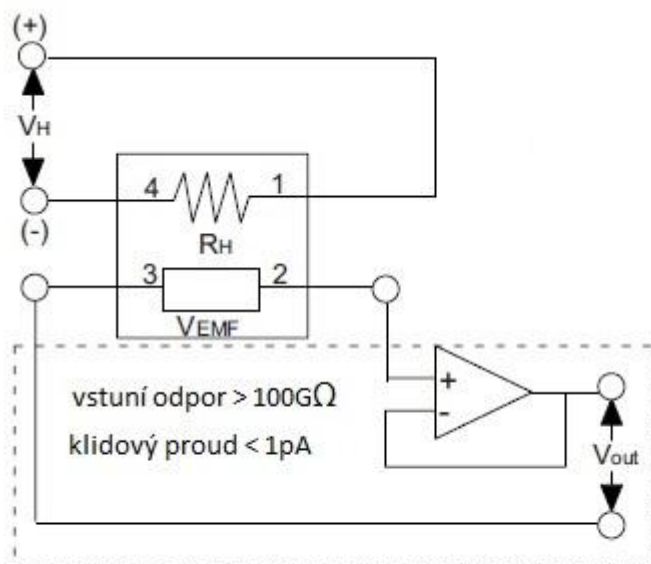 (+)
VH
(-)
4
1
RH
3
2
VEMF
vstuní odpor > 100GΩ
klidový proud < 1pA
+
-
Vout